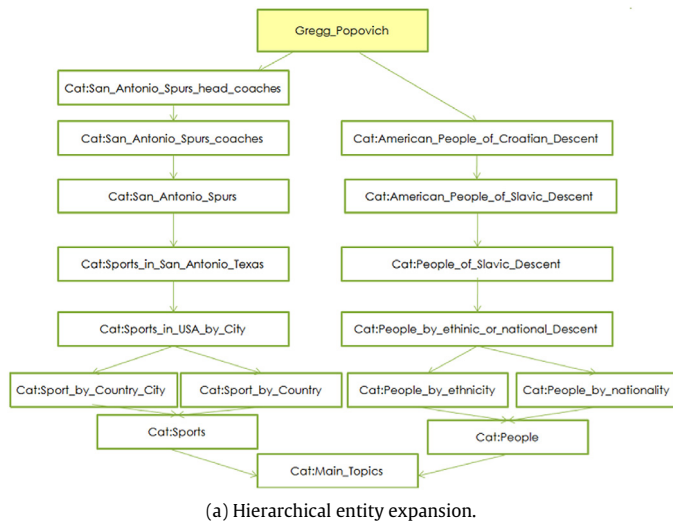 Gregg_Popovich
Cat:San_Antonio_Spurs_head_coaches
Cat:San_Antonio_Spurs_coaches
Cat:American_People_of_Croatian_Descent
Cat:San_Antonio_Spurs
Cat:American_People_of_Slavic_Descent
Cat:Sports_in_San_Antonio_Texas
Cat:People_of_Slavic_Descent
Cat:Sports_in_USA_by_City
Cat:People_by_ethinic_or_national_Descent
Cat:Sport_by_Country_City
Cat:Sport_by_Country
Cat:People_by_ethnicity
Cat:People_by_nationality
Cat:Sports
Cat:People
Cat:Main_Topics
(a) Hierarchical entity expansion.